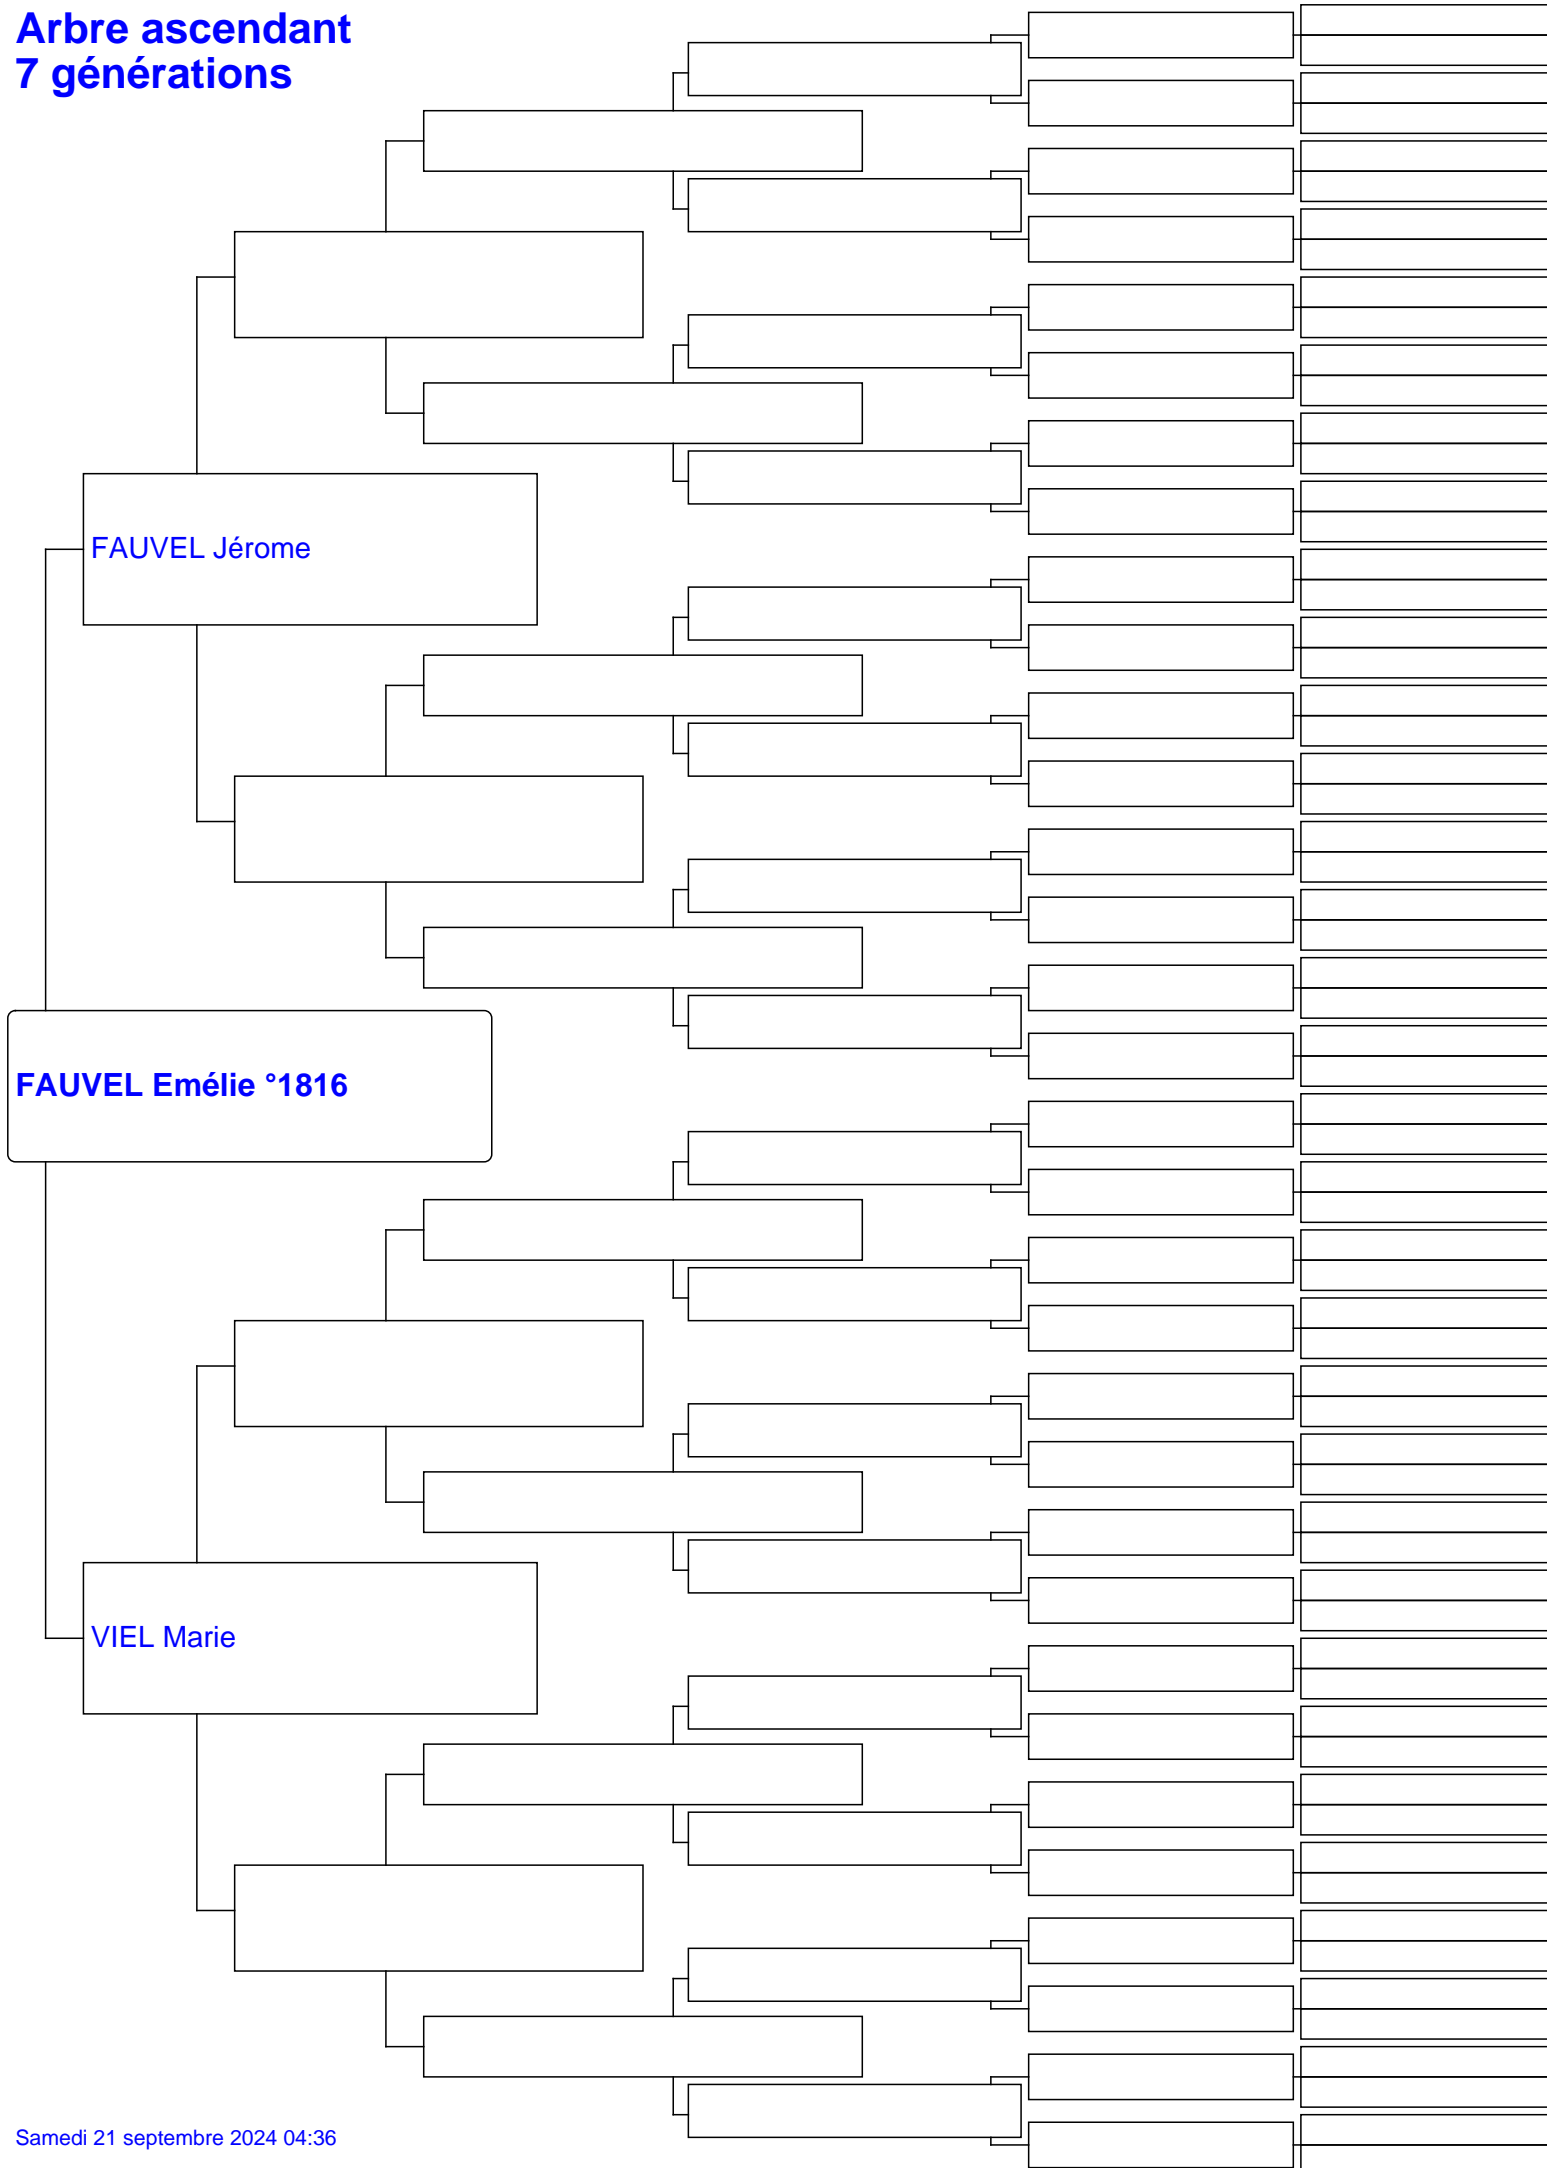 Arbre ascendant
7 générations
FAUVEL Jérome
FAUVEL Emélie °1816
VIEL Marie
Samedi 21 septembre 2024 04:36